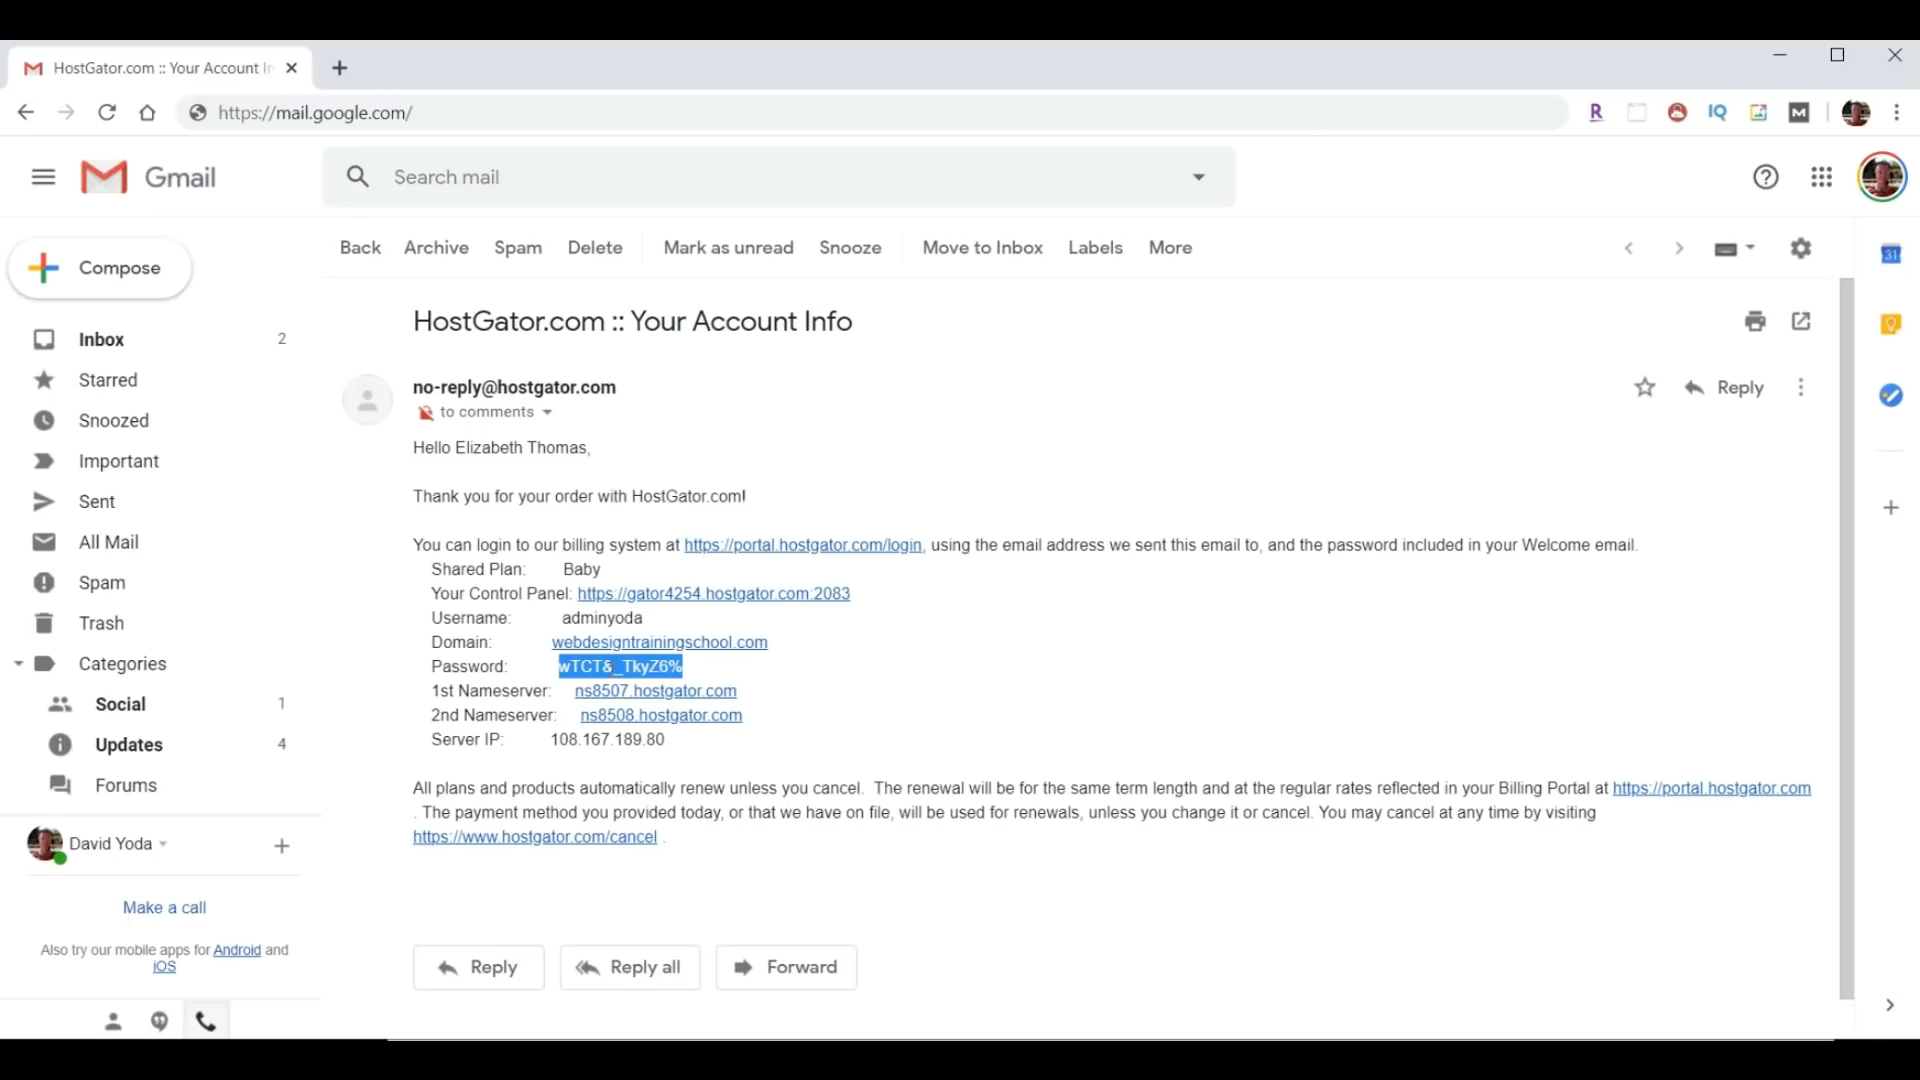 HostGator.com :: Your Account In
https://mail.google.com/
R
IQ
M
Gmail
Search mail
Compose
Back Archive Spam Delete Mark as unread Snooze Move to Inbox Labels More
31
Inbox 2
Starred
Snoozed
Important
Sent
All Mail
Spam
Trash
Categories
Social 1
Updates 4
Forums
David Yoda
Make a call
Also try our mobile apps for Android and
iOS
HostGator.com :: Your Account Info
no-reply@hostgator.com
Reply
to comments
Hello Elizabeth Thomas,
Thank you for your order with HostGator.com!
You can login to our billing system at https://portal.hostgator.com/login, using the email address we sent this email to, and the password included in your Welcome email.
Shared Plan: Baby
Your Control Panel: https://gator4254.hostgator.com:2083
Username: adminyoda
Domain: webdesigntrainingschool.com
Password: wTCT&_TkyZ6%
1st Nameserver: ns8507.hostgator.com
2nd Nameserver: ns8508.hostgator.com
Server IP: 108.167.189.80
All plans and products automatically renew unless you cancel. The renewal will be for the same term length and at the regular rates reflected in your Billing Portal at https://portal.hostgator.com
. The payment method you provided today, or that we have on file, will be used for renewals, unless you change it or cancel. You may cancel at any time by visiting
https://www.hostgator.com/cancel .
Reply Reply all Forward